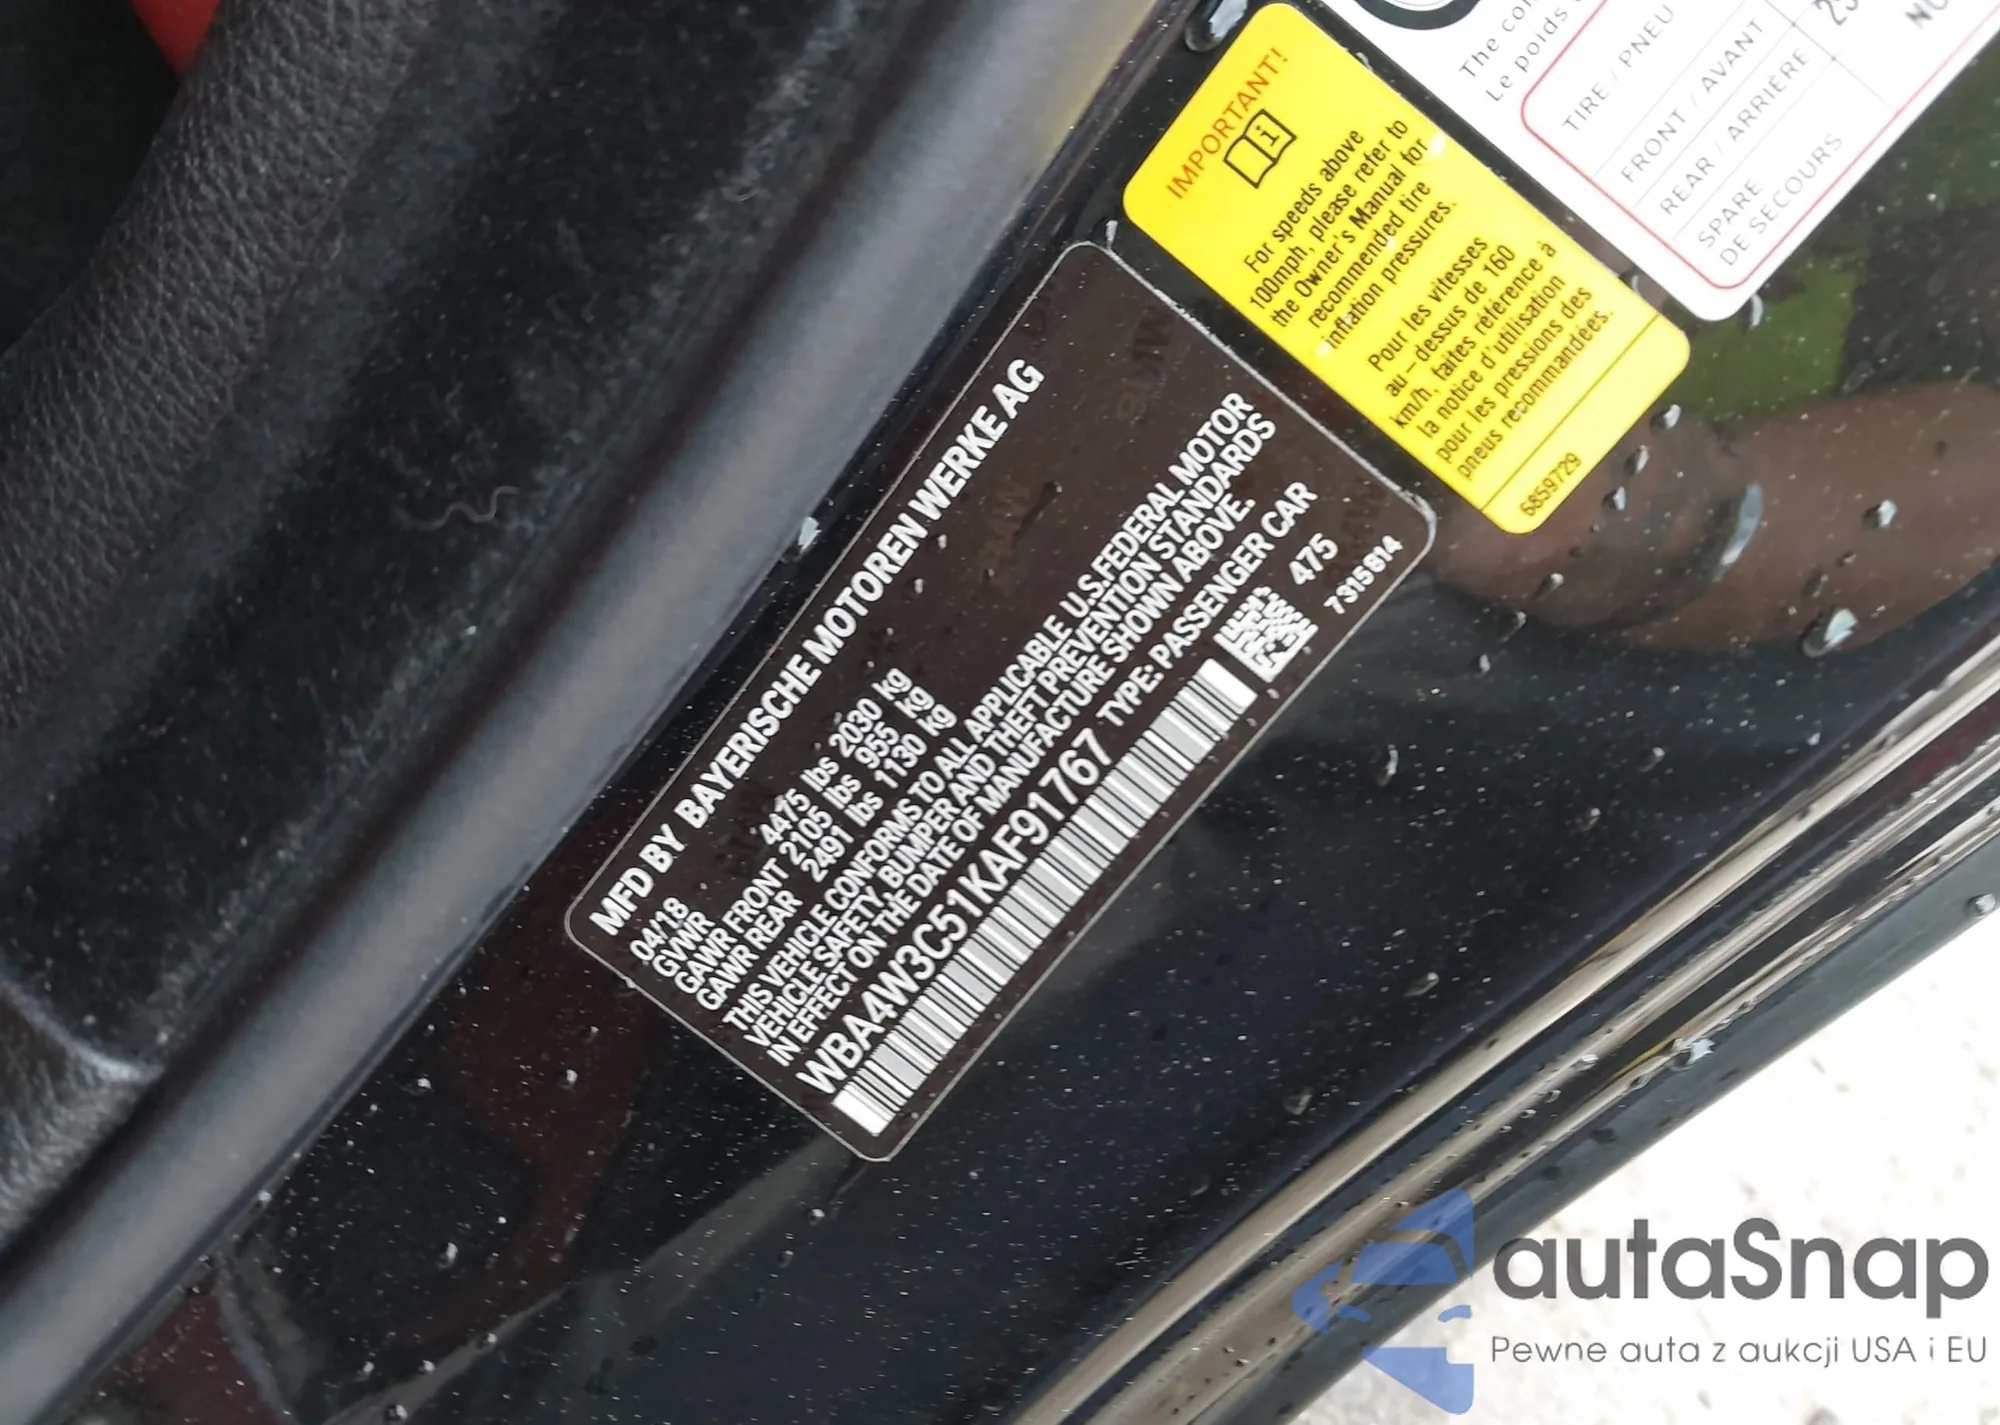 MFD BY BAYERISCHE MOTOREN WERKE AG
04/18
GVWR 4475 lbs 2030 kg
GAWR FRONT 2105 lbs 955 kg
GAWR REAR 2491 lbs 1130 kg
THIS VEHICLE CONFORMS TO ALL APPLICABLE U.S.FEDERAL MOTOR
VEHICLE SAFETY, BUMPER AND THEFT PREVENTION STANDARDS
IN EFFECT ON THE DATE OF MANUFACTURE SHOWN ABOVE.
WBA4W3C51KAF91767 TYPE: PASSENGER CAR
475
7315814
IMPORTANT!
For speeds above
100mph, please refer to
the Owner's Manual for
recommended tire
inflation pressures.
Pour les vitesses
au-dessus de 160
km/h, faites référence à
la notice d'utilisation
pour les pressions des
pneus recommandées.
6859729
The
Le poids
TIRE / PNEU
FRONT / AVANT
REAR / ARRIÈRE
SPARE
DE SECOURS
autaSnap
Pewne auta z aukcji USA i EU